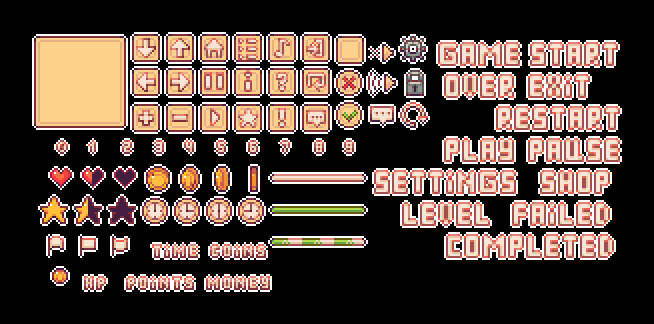 GAME START
OVER EXIT
RESTART
0 1 2 3 4 5 6 7 8 9
PLAY PAUSE
SETTINGS SHOP
LEVEL FAILED
TIME COINS
COMPLETED
POINTS MONEY